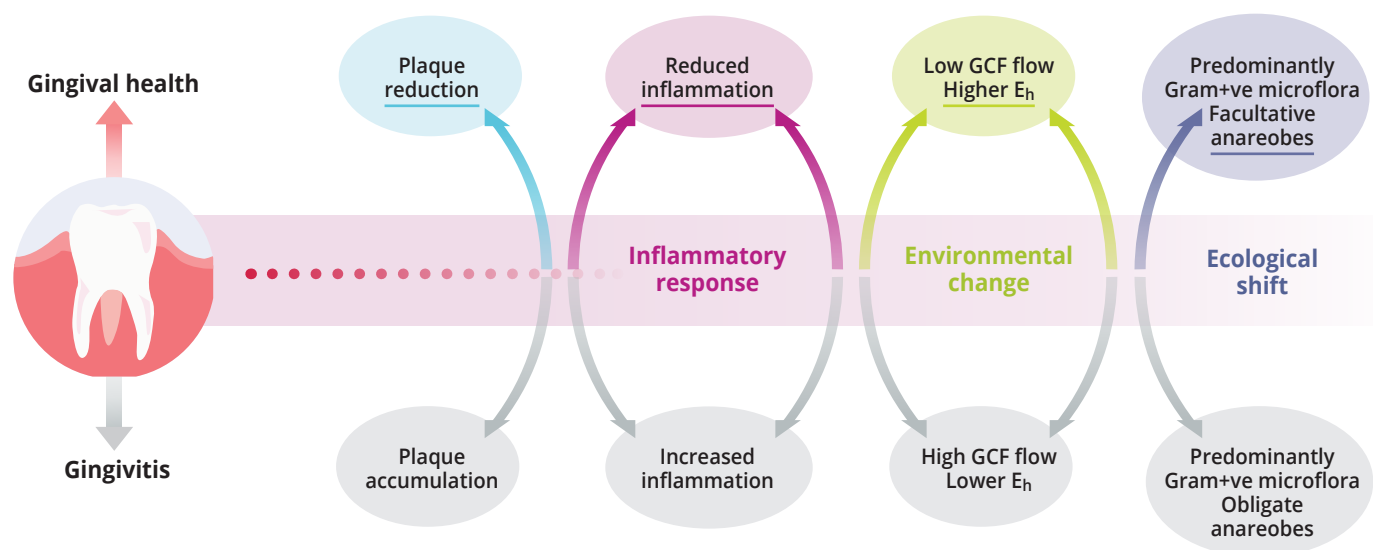 Gingival health
Plaque
reduction
Reduced
inflammation
Low GCF flow
Higher Eh
Predominantly
Gram+ve microflora
Facultative
anareobes
Inflammatory
response
Environmental
change
Ecological
shift
Gingivitis
Plaque
accumulation
Increased
inflammation
High GCF flow
Lower Eh
Predominantly
Gram+ve microflora
Obligate
anareobes